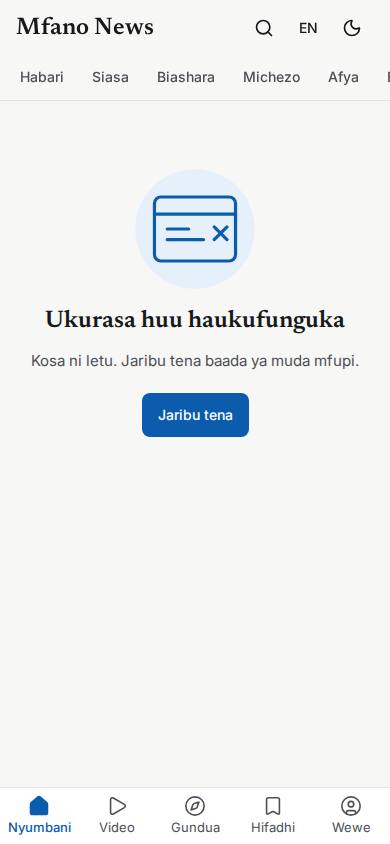 Mfano News
EN
Habari Siasa Biashara Michezo Afya
Ukurasa huu haukufunguka
Kosa ni letu. Jaribu tena baada ya muda mfupi.
Jaribu tena
Nyumbani Video Gundua Hifadhi Wewe